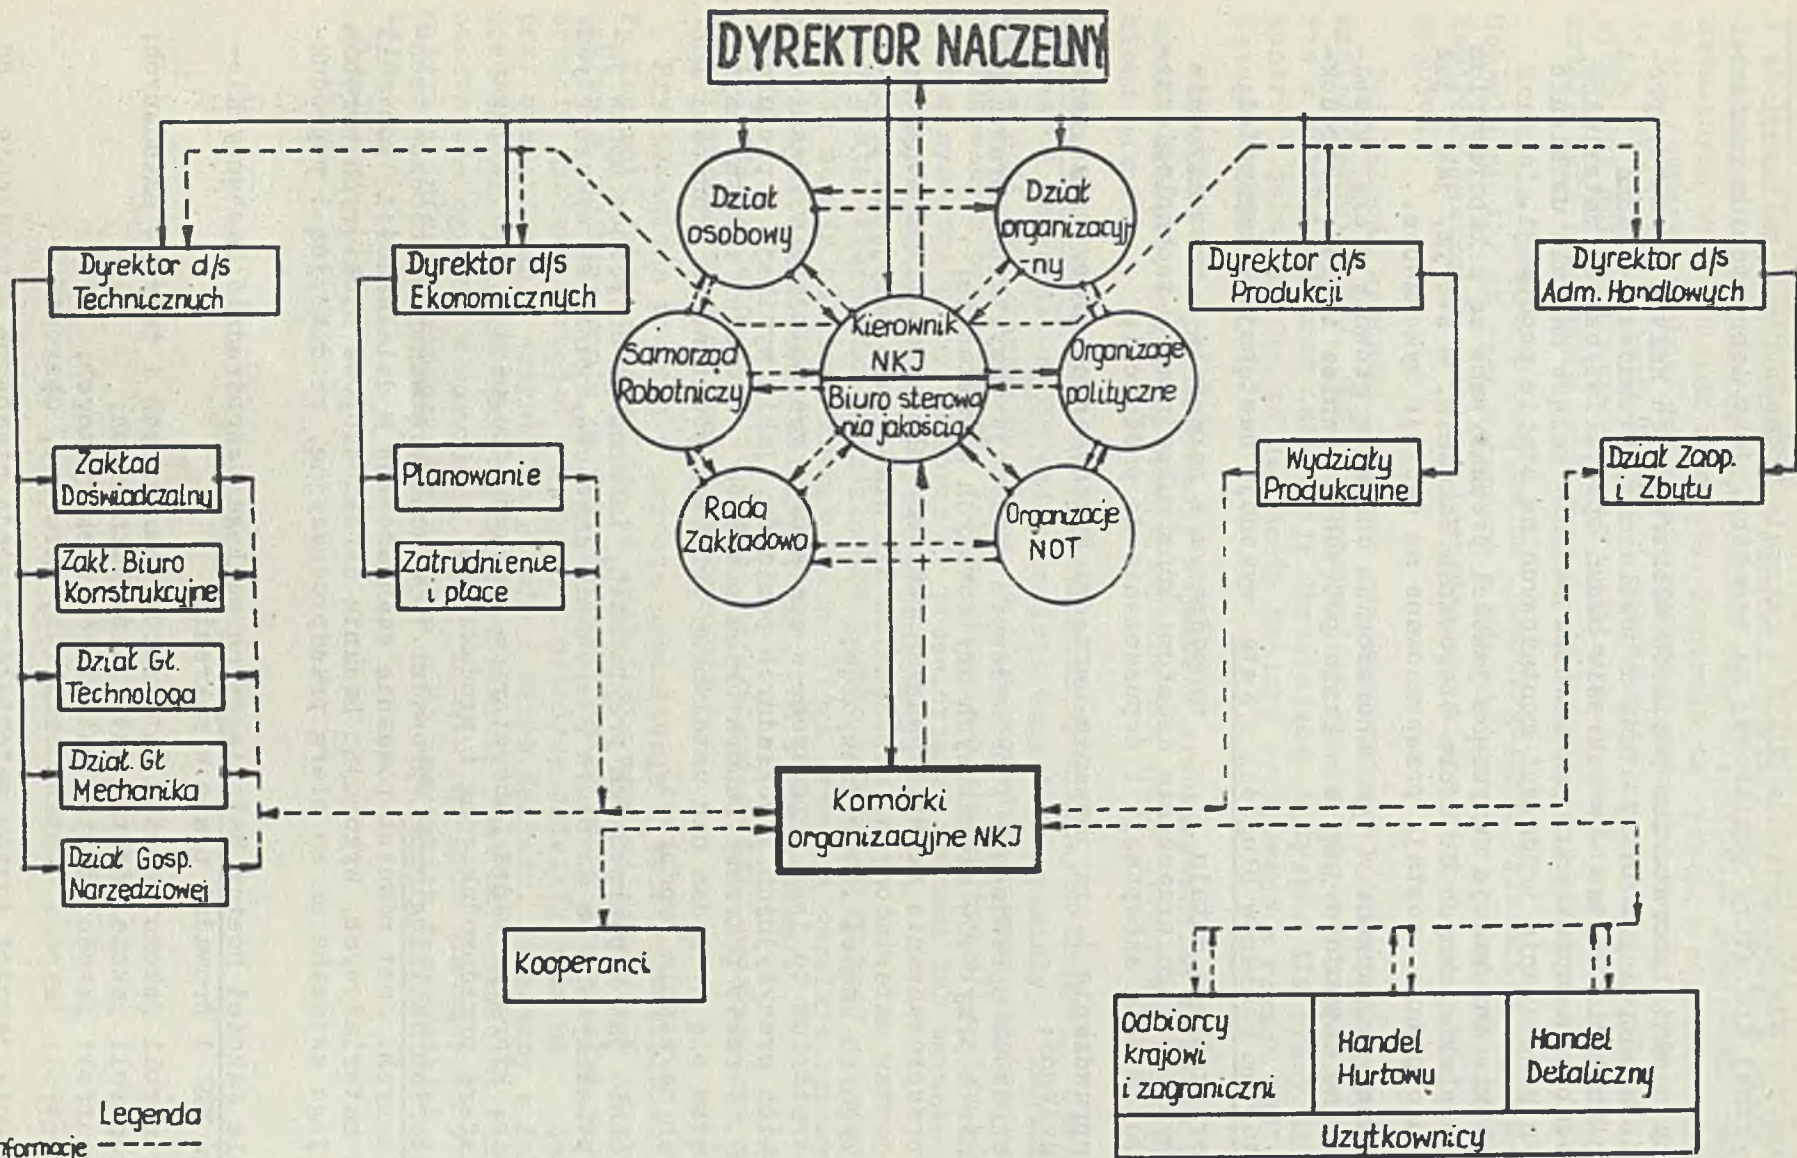 DYREKTOR NACZELNY
Dział
osobowy
Dział
organizacyj
-ny
Dyrektor d/s
Technicznych
Dyrektor d/s
Ekonomicznych
Dyrektor d/s
Produkcji
Dyrektor d/s
Adm. Handlowych
Samorząd
Robotniczy
Kierownik
NKJ
Biuro sterowa
nia jakością
Organizacje
polityczne
Zakład
Doświadczalny
Planowanie
Wydziały
Produkcyjne
Dział Zaop.
i Zbytu
Rada
Zakładowa
Organizacje
NOT
Zakł. Biuro
Konstrukcyjne
Zatrudnienie
i płace
Dział Gł.
Technologa
Dział. Gł
Mechanika
Komórki
organizacyjne NKJ
Dział Gosp.
Narzędziowej
Kooperanci
Odbiorcy
krajowi
i zagraniczni
Handel
Hurtowy
Handel
Detaliczny
Uzytkownicy
Legenda
nformacje